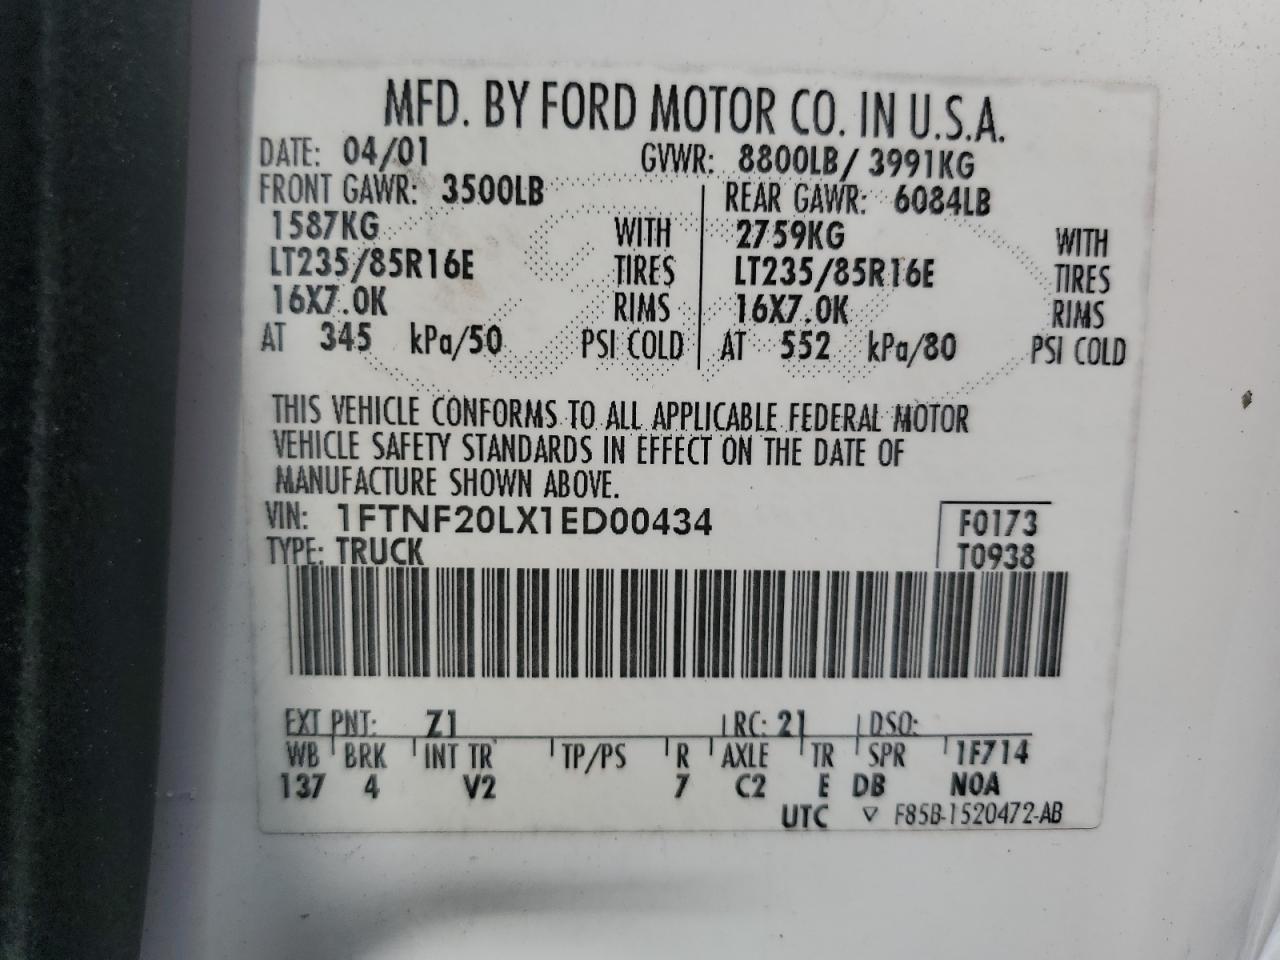 MFD. BY FORD MOTOR CO. IN U.S.A.
DATE: 04/01 GVWR: 8800LB/ 3991KG
FRONT GAWR: 3500LB REAR GAWR: 6084LB
1587KG WITH 2759KG WITH
LT235/85R16E TIRES LT235/85R16E TIRES
16X7.0K RIMS 16X7.0K RIMS
AT 345 kPa/50 PSI COLD AT 552 kPa/80 PSI COLD
THIS VEHICLE CONFORMS TO ALL APPLICABLE FEDERAL MOTOR
VEHICLE SAFETY STANDARDS IN EFFECT ON THE DATE OF
MANUFACTURE SHOWN ABOVE.
VIN: 1FTNF20LX1ED00434 F0173
TYPE: TRUCK T0938
EXT PNT: Z1 RC: 21 DSO:
WB BRK INT TR TP/PS R AXLE TR SPR 1F714
137 4 V2 7 C2 E DB N0A
UTC ▽ F85B-1520472-AB